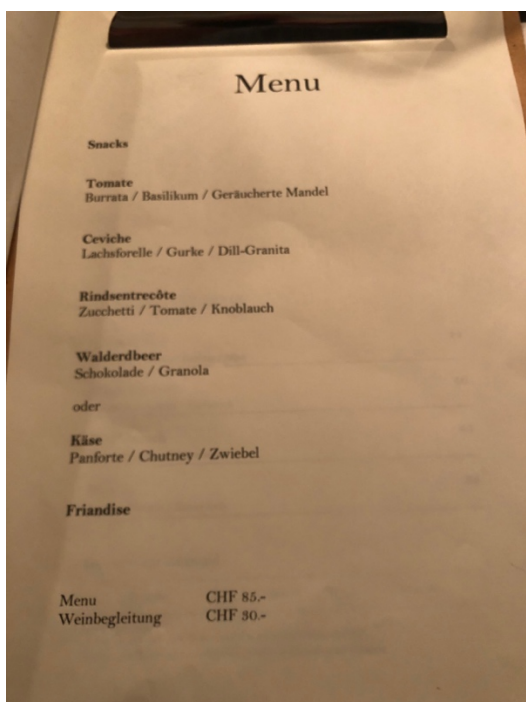 Menu
Snacks
Tomate
Burrata / Basilikum / Geräucherte Mandel
Ceviche
Lachsforelle / Gurke / Dill-Granita
Rindsentrecôte
Zucchetti / Tomate / Knoblauch
Walderdbeer
Schokolade / Granola
oder
Käse
Panforte / Chutney / Zwiebel
Friandise
Menu CHF 85.-
Weinbegleitung CHF 30.-